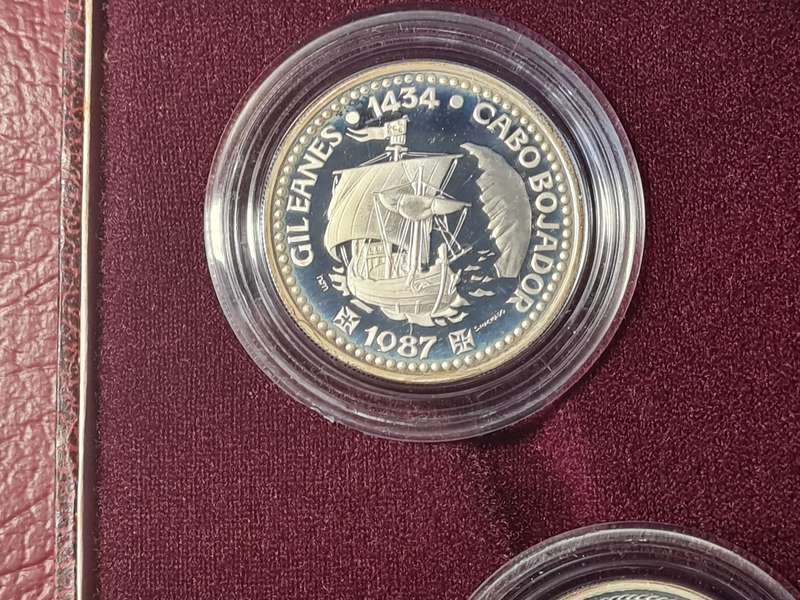 GIL EANES • 1434 • CABO BOJADOR
1987